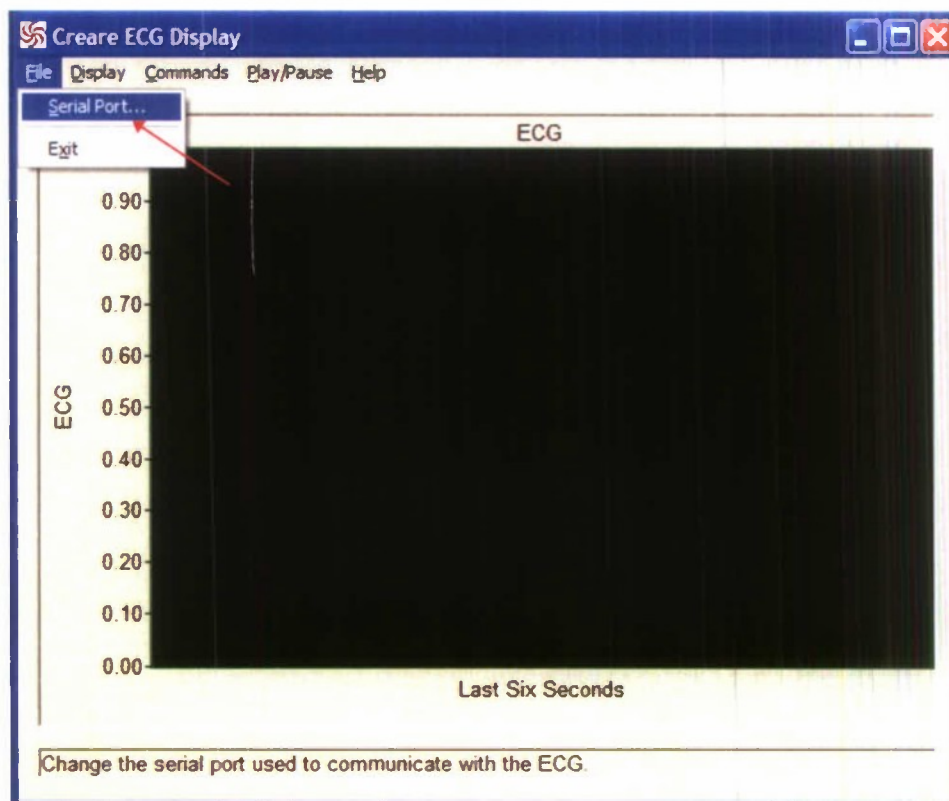 Creare ECG Display
File Display Commands Play/Pause Help
Serial Port...
Exit
ECG
0.90
0.80
0.70
0.60
0.50
0.40
0.30
0.20
0.10
0.00
ECG
Last Six Seconds
Change the serial port used to communicate with the ECG.